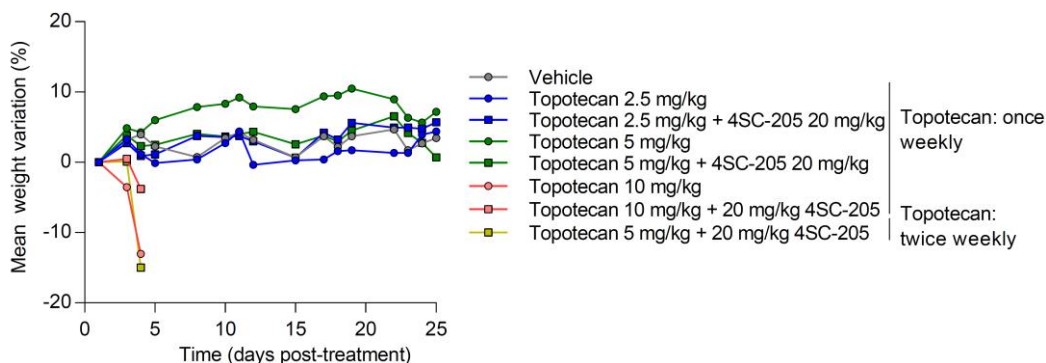 Mean weight variation (%)
20
10
0
-10
-20
0
5
10
15
20
25
Time (days post-treatment)
Vehicle
Topotecan 2.5 mg/kg
Topotecan 2.5 mg/kg + 4SC-205 20 mg/kg
Topotecan 5 mg/kg
Topotecan 5 mg/kg + 4SC-205 20 mg/kg
Topotecan 10 mg/kg
Topotecan 10 mg/kg + 20 mg/kg 4SC-205
Topotecan 5 mg/kg + 20 mg/kg 4SC-205
Topotecan: once
weekly
Topotecan:
twice weekly